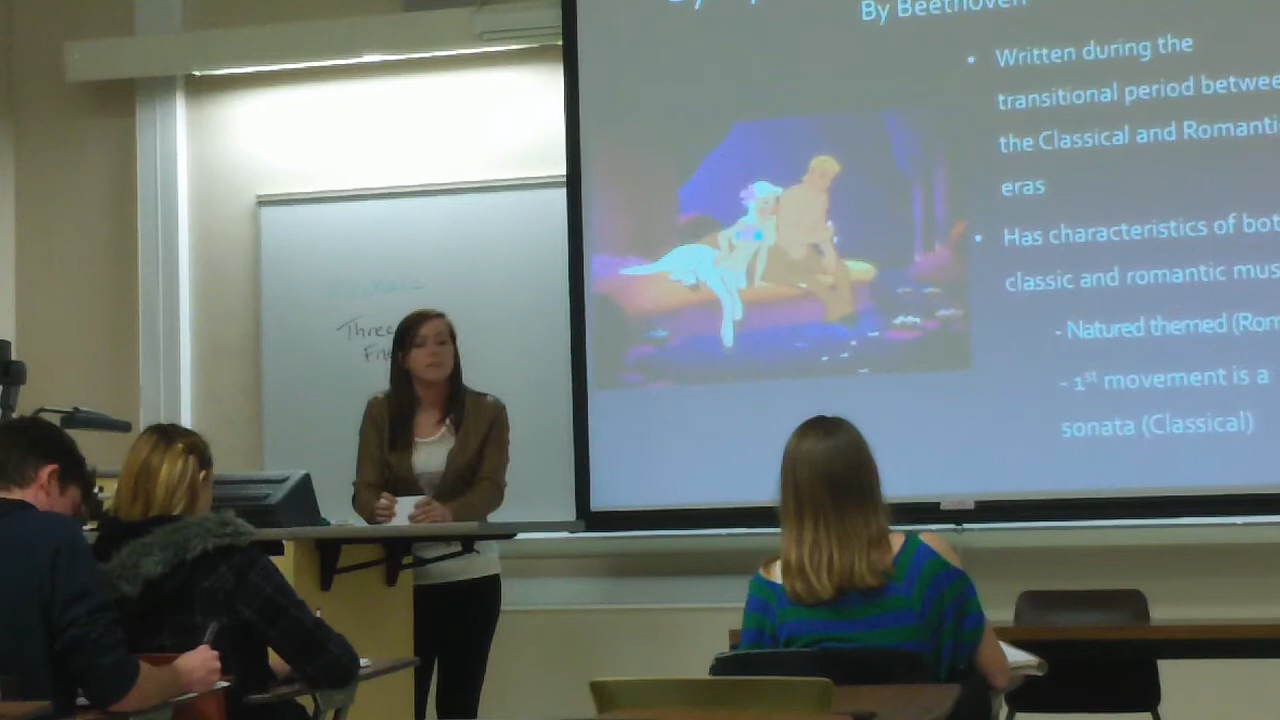 By Beethoven
• Written during the
transitional period betwee
the Classical and Romanti
eras
• Has characteristics of bot
classic and romantic mus
- Natured themed (Rom
- 1st movement is a
sonata (Classical)
Three